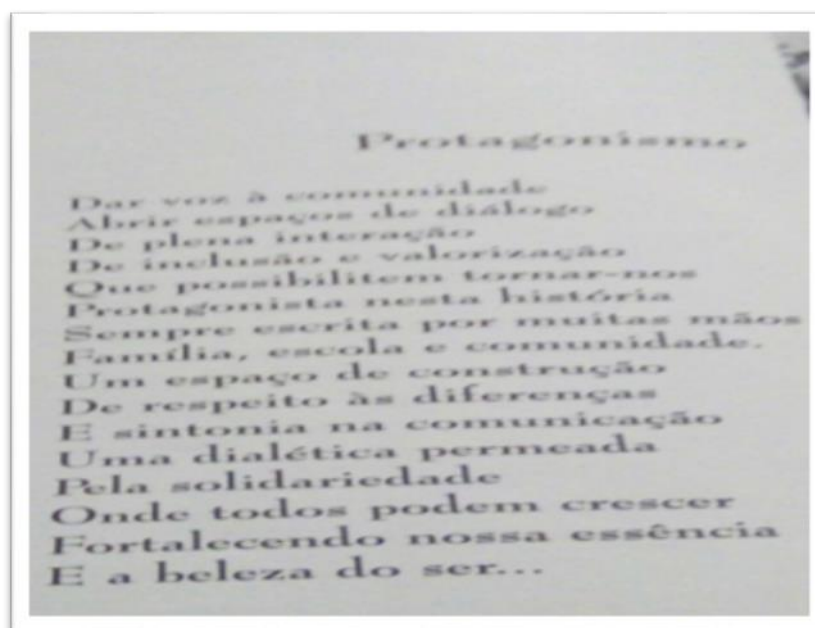 Protagonismo
Dar voz à comunidade
Abrir espaços de diálogo
De plena interação
De inclusão e valorização
Que possibilitem tornar-nos
Protagonista nesta história
Sempre escrita por muitas mãos
Família, escola e comunidade.
Um espaço de construção
De respeito às diferenças
E sintonia na comunicação
Uma dialética permeada
Pela solidariedade
Onde todos podem crescer
Fortalecendo nossa essência
E a beleza do ser...